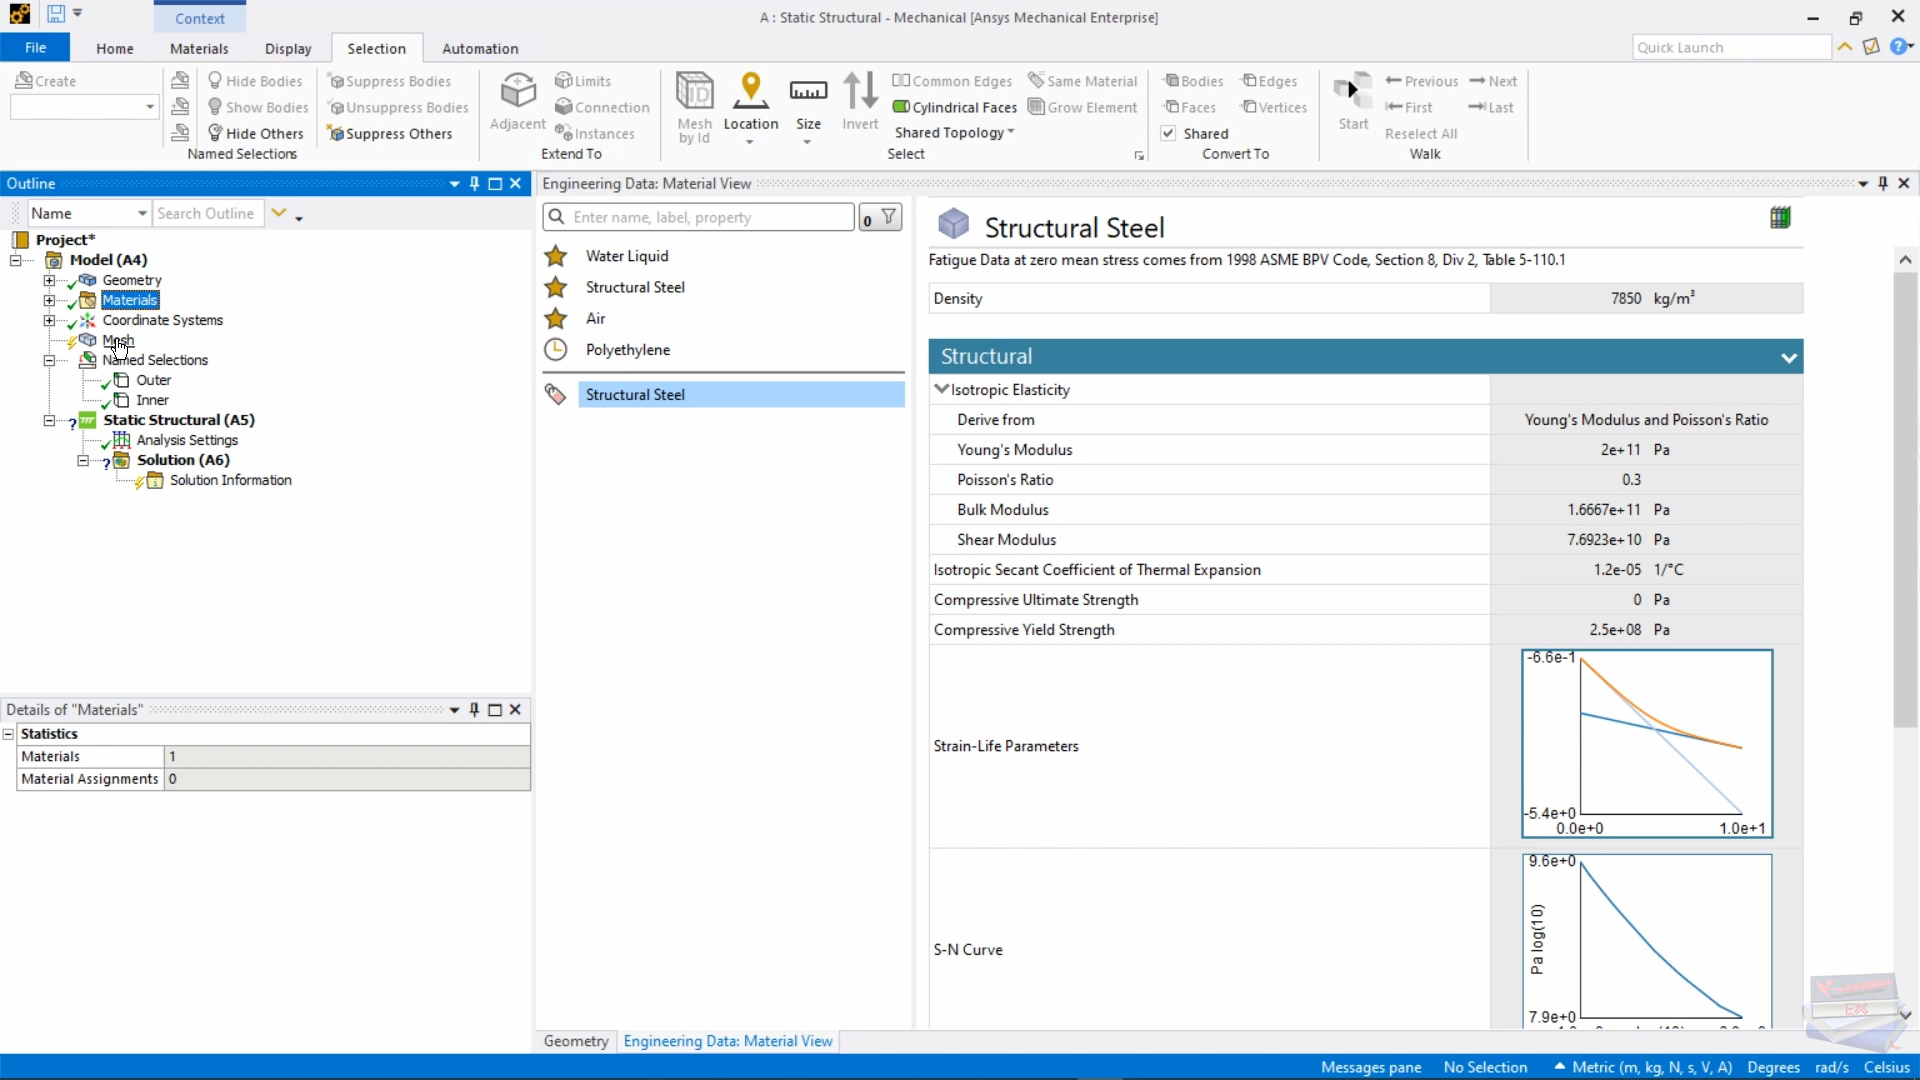 Context
A : Static Structural - Mechanical [Ansys Mechanical Enterprise]
File
Home
Materials
Display
Selection
Automation
Quick Launch
Create
Hide Bodies
Show Bodies
Hide Others
Named Selections
Suppress Bodies
Unsuppress Bodies
Suppress Others
Adjacent
Limits
Connection
Instances
Extend To
Mesh by Id
Location
Size
Invert
Common Edges
Cylindrical Faces
Shared Topology
Same Material
Grow Element
Select
Bodies
Edges
Faces
Vertices
Shared
Convert To
Start
Previous
Next
First
Last
Reselect All
Walk
Outline
Name
Search Outline
Project*
Model (A4)
Geometry
Materials
Coordinate Systems
Mesh
Named Selections
Outer
Inner
Static Structural (A5)
Analysis Settings
Solution (A6)
Solution Information
Details of "Materials"
Statistics
Materials 1
Material Assignments 0
Engineering Data: Material View
Enter name, label, property
0
Water Liquid
Structural Steel
Air
Polyethylene
Structural Steel
Structural Steel
Fatigue Data at zero mean stress comes from 1998 ASME BPV Code, Section 8, Div 2, Table 5-110.1
Density 7850 kg/m³
Structural
Isotropic Elasticity
Derive from Young's Modulus and Poisson's Ratio
Young's Modulus 2e+11 Pa
Poisson's Ratio 0.3
Bulk Modulus 1.6667e+11 Pa
Shear Modulus 7.6923e+10 Pa
Isotropic Secant Coefficient of Thermal Expansion 1.2e-05 1/°C
Compressive Ultimate Strength 0 Pa
Compressive Yield Strength 2.5e+08 Pa
Strain-Life Parameters
-6.6e-1
-5.4e+0
0.0e+0 1.0e+1
S-N Curve
9.6e+0
Pa log(10)
7.9e+0
Geometry
Engineering Data: Material View
Messages pane
No Selection
Metric (m, kg, N, s, V, A)
Degrees
rad/s
Celsius